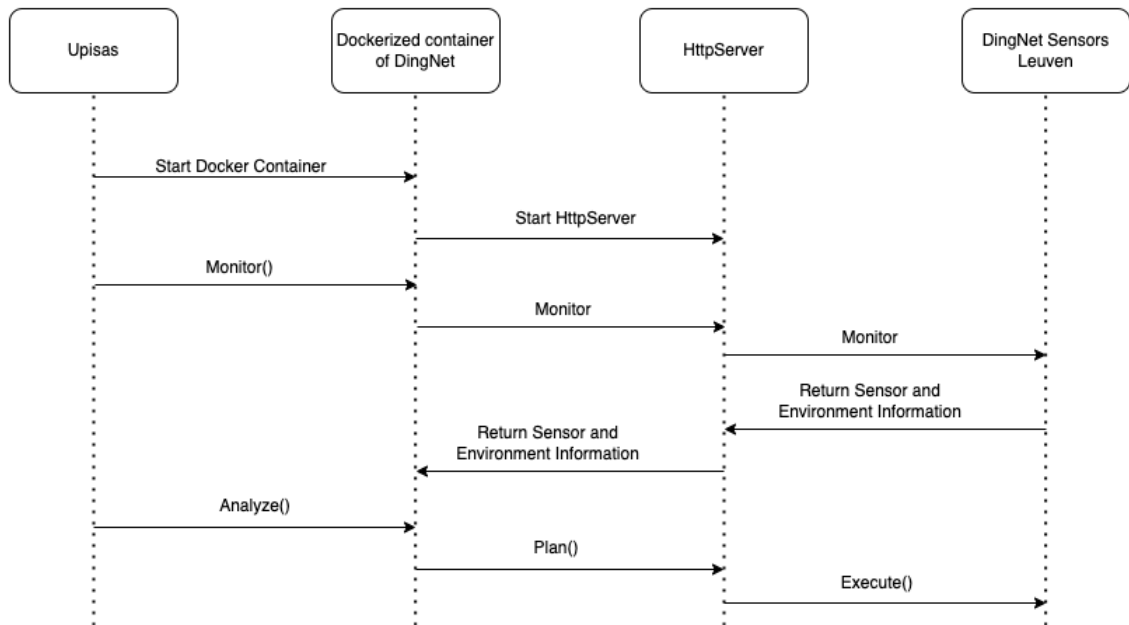 Upisas
Dockerized container
of DingNet
HttpServer
DingNet Sensors
Leuven
Start Docker Container
Start HttpServer
Monitor()
Monitor
Monitor
Return Sensor and
Environment Information
Return Sensor and
Environment Information
Analyze()
Plan()
Execute()